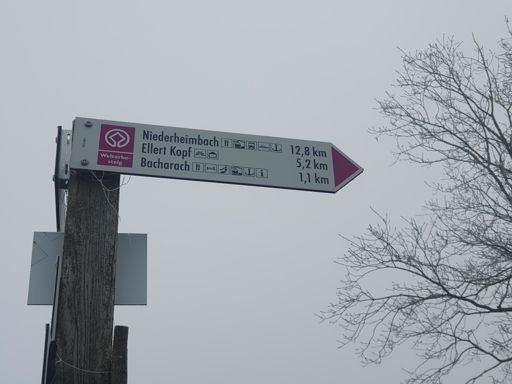 Welterbe-
steig
Niederheimbach 12,8 km
Ellert Kopf 5,2 km
Bacharach 1,1 km